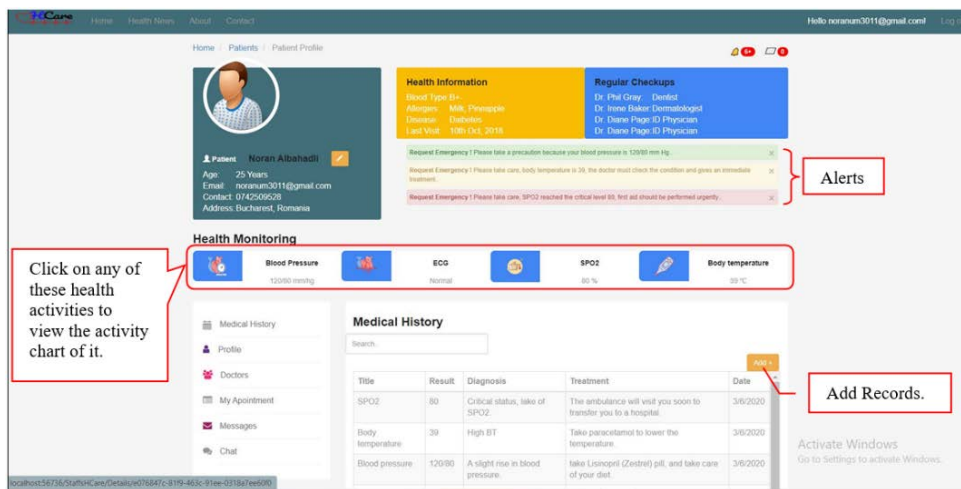 HCare Home Health News About Contact Hello noranum3011@gmail.com! Log
Home / Patients / Patient Profile
6+ 0
Health Information
Blood Type B+
Allergies Milk, Pineapple
Disease Diabetes
Last Visit 10th Oct, 2018
Regular Checkups
Dr. Phil Gray Dentist
Dr. Irene Baker:Dermatologist
Dr. Diane Page:ID Physician
Dr. Diane Page:ID Physician
Patient Noran Albahadli
Age: 25 Years
Email: noranum3011@gmail.com
Contact: 0742509528
Address: Bucharest, Romania
Request Emergency ! Please take a precaution because your blood pressure is 120/80 mm Hg. x
Request Emergency ! Please take care, body temperature is 39, the doctor must check the condition and gives an immediate
treatment. x
Request Emergency ! Please take care, SPO2 reached the critical level 80, first aid should be performed urgently. x
Alerts
Health Monitoring
Blood Pressure
120/80 mm/hg
ECG
Normal
SPO2
80 %
Body temperature
39 °C
Click on any of
these health
activities to
view the activity
chart of it.
Medical History
Profile
Doctors
My Apointment
Messages
Chat
Medical History
Search..
Add +
Add Records.
Title Result Diagnosis Treatment Date
SPO2 80 Critical status, lake of
SPO2. The ambulance will visit you soon to
transfer you to a hospital. 3/6/2020
Body
temperature 39 High BT Take paracetamol to lower the
temperature 3/6/2020
Blood pressure 120/80 A slight rise in blood
pressure. take Lisinopril (Zestrel) pill, and take care
of your diet. 3/6/2020
Activate Windows
Go to Settings to activate Windows.